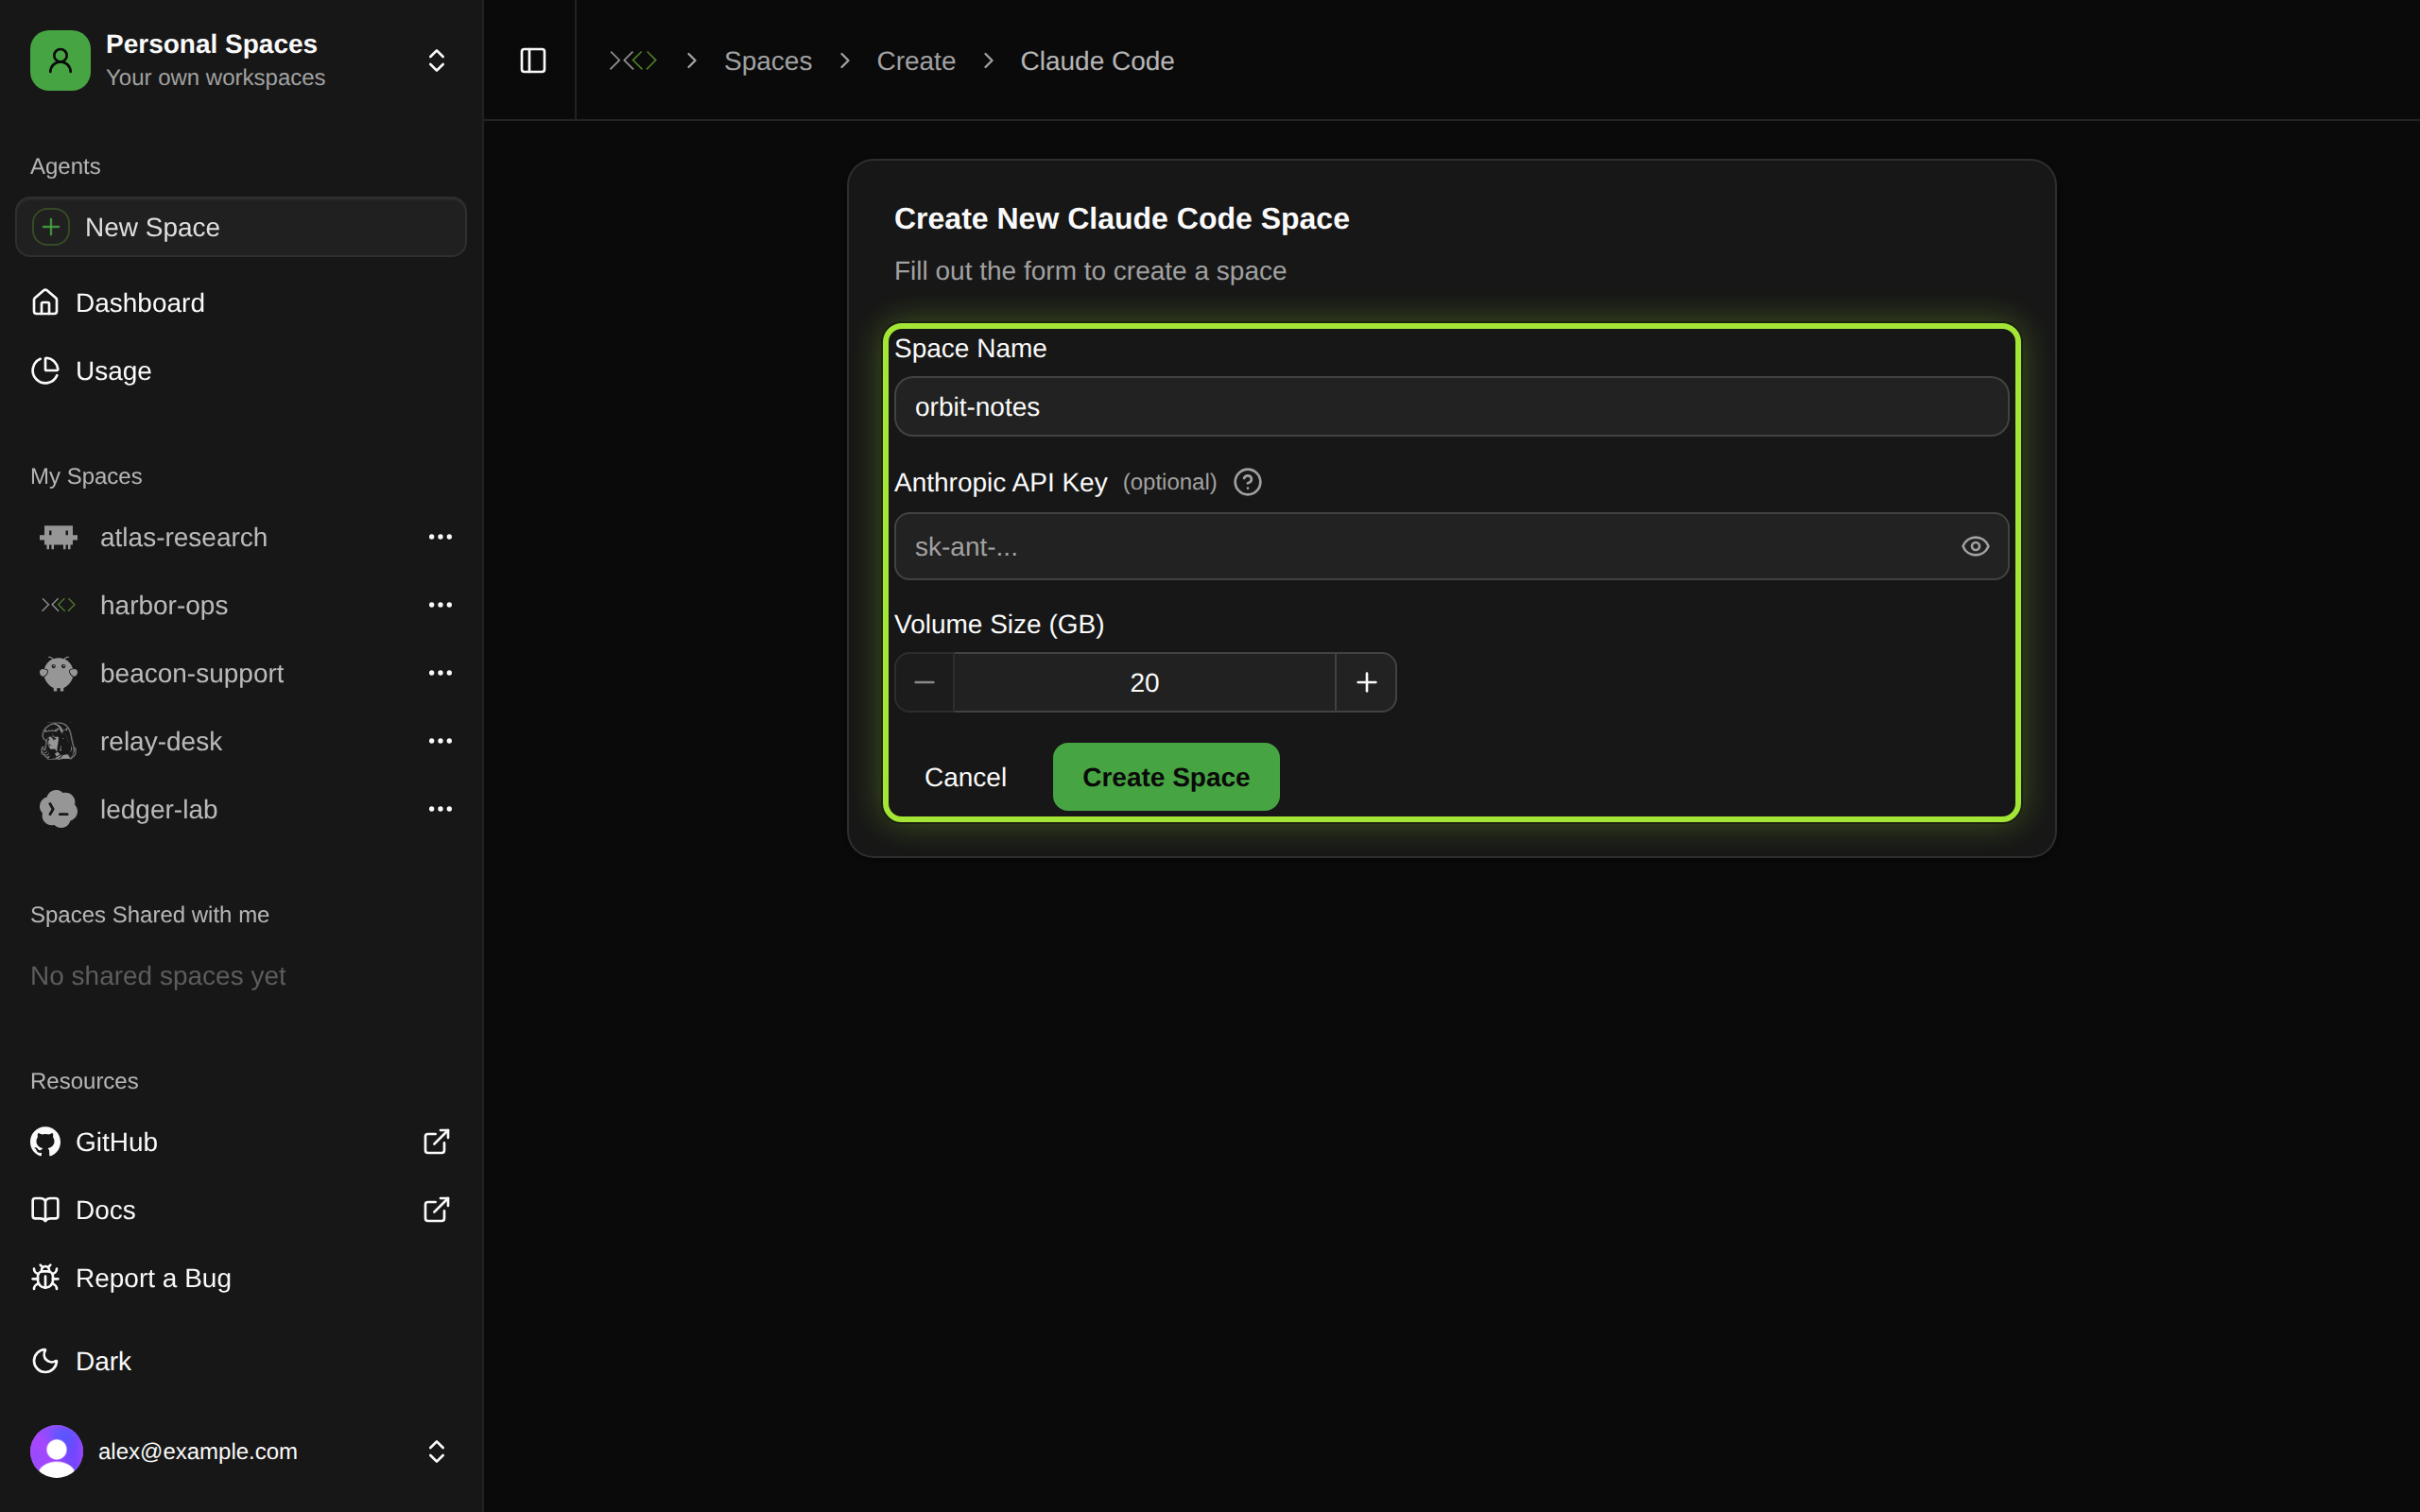 Personal Spaces
Your own workspaces
Agents
New Space
Dashboard
Usage
My Spaces
atlas-research
harbor-ops
beacon-support
relay-desk
ledger-lab
Spaces Shared with me
No shared spaces yet
Resources
GitHub
Docs
Report a Bug
Dark
alex@example.com
Spaces
Create
Claude Code
Create New Claude Code Space
Fill out the form to create a space
Space Name
orbit-notes
Anthropic API Key (optional)
sk-ant-...
Volume Size (GB)
20
Cancel
Create Space